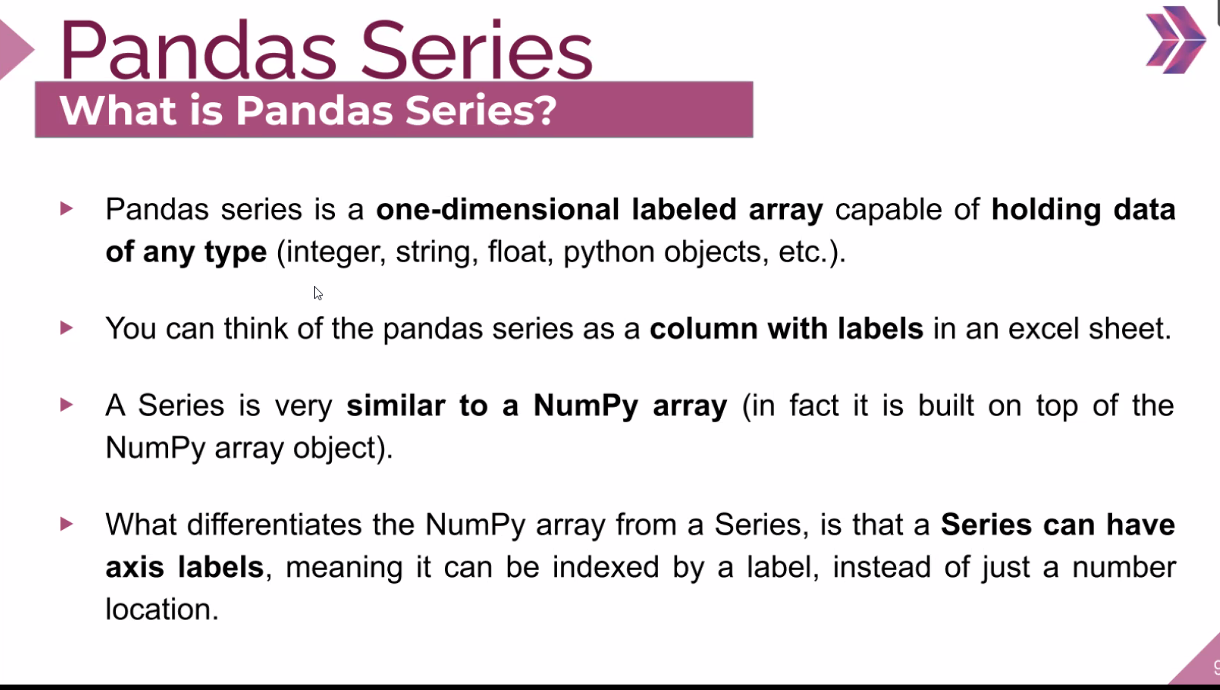 Pandas Series
What is Pandas Series?
Pandas series is a one-dimensional labeled array capable of holding data
of any type (integer, string, float, python objects, etc.).
You can think of the pandas series as a column with labels in an excel sheet.
A Series is very similar to a NumPy array (in fact it is built on top of the
NumPy array object).
What differentiates the NumPy array from a Series, is that a Series can have
axis labels, meaning it can be indexed by a label, instead of just a number
location.